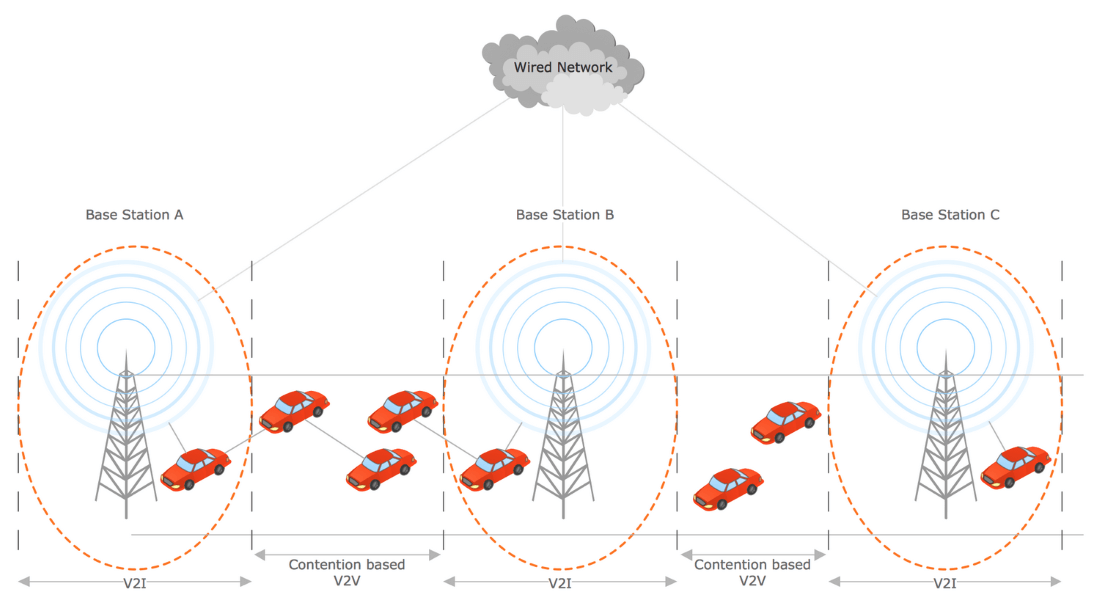 Wired Network
Base Station A
Base Station B
Base Station C
Contention based
V2V
Contention based
V2V
V2I
V2I
V2I